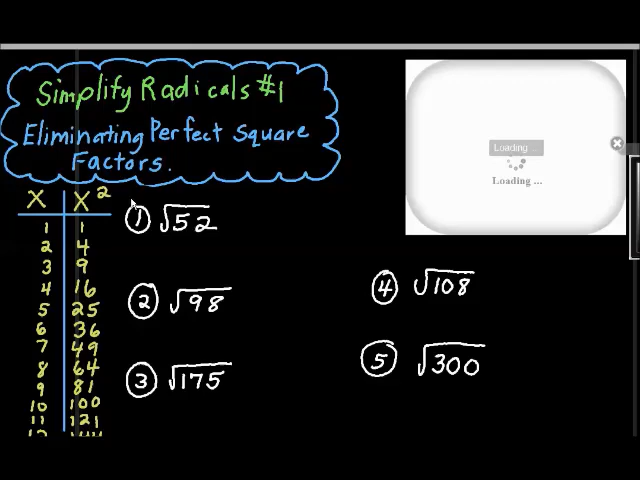 Simplify Radicals #1
Eliminating Perfect Square
Factors.
Loading ...
Loading ...
X X²
1 1
2 4
3 9
4 16
5 25
6 36
7 49
8 64
9 81
10 100
11 121
12 144
① √52
② √98
③ √175
④ √108
⑤ √300